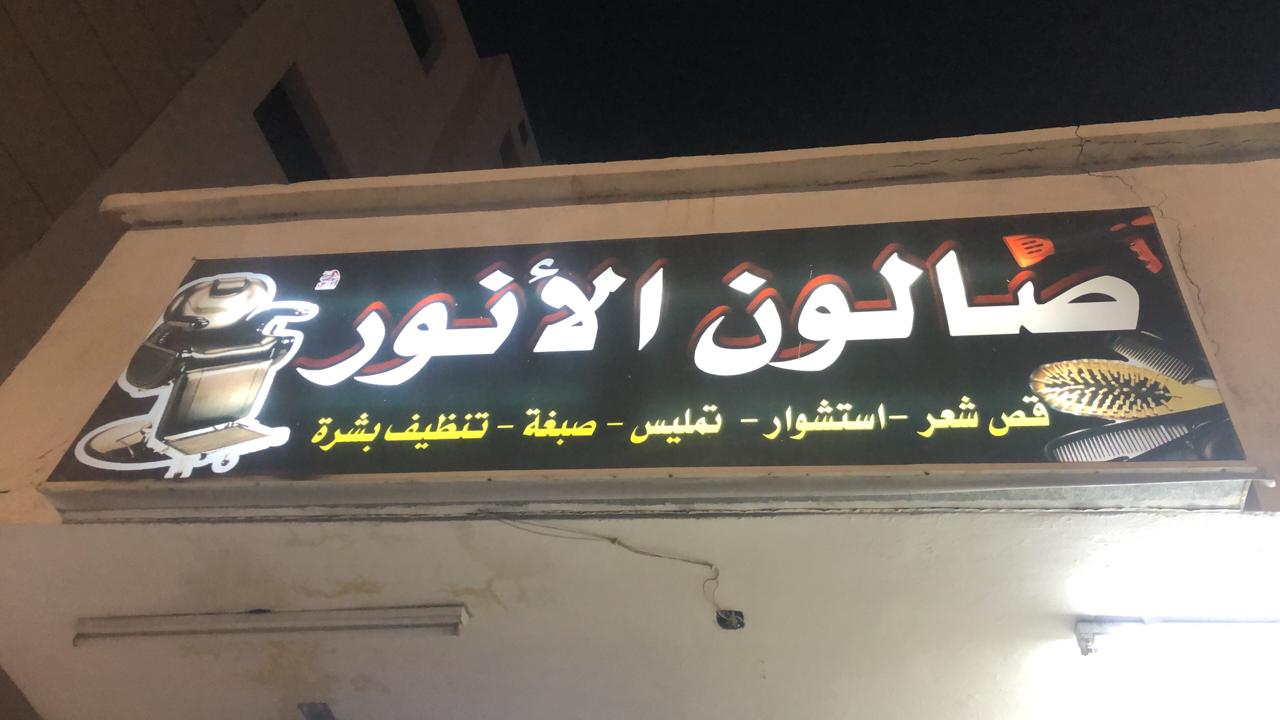 صالون الأنور
قص شعر - استشوار - تمليس - صبغة - تنظيف بشرة